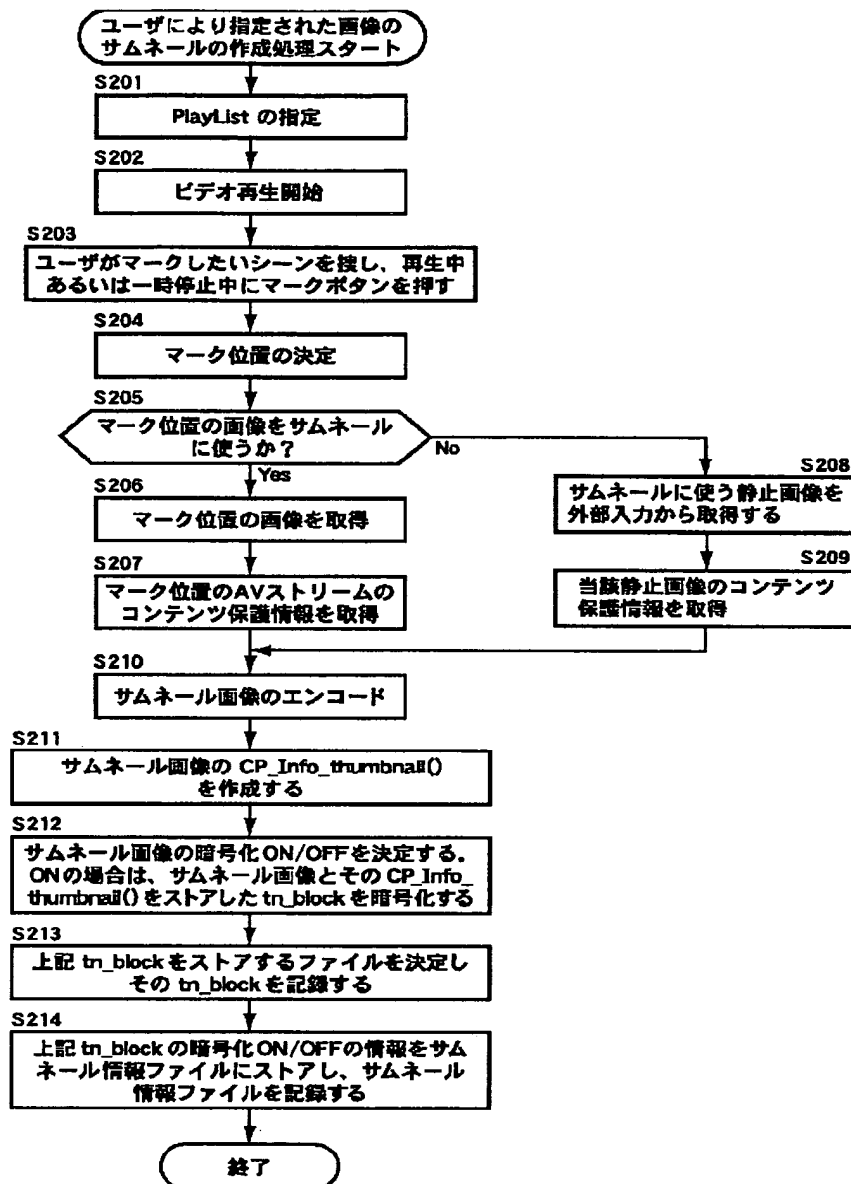 ユーザにより指定された画像の
サムネールの作成処理スタート
S201
PlayList の指定
S202
ビデオ再生開始
S203
ユーザがマークしたいシーンを捜し、再生中
あるいは一時停止中にマークボタンを押す
S204
マーク位置の決定
S205
マーク位置の画像をサムネール
に使うか?
No
Yes
S206
マーク位置の画像を取得
S207
マーク位置のAVストリームの
コンテンツ保護情報を取得
S208
サムネールに使う静止画像を
外部入力から取得する
S209
当該静止画像のコンテンツ
保護情報を取得
S210
サムネール画像のエンコード
S211
サムネール画像の CP_Info_thumbnail()
を作成する
S212
サムネール画像の暗号化ON/OFFを決定する。
ONの場合は、サムネール画像とその CP_Info_
thumbnail()をストアした tn_block を暗号化する
S213
上記 tn_block をストアするファイルを決定し
その tn_block を記録する
S214
上記 tn_block の暗号化ON/OFFの情報をサム
ネール情報ファイルにストアし、サムネール
情報ファイルを記録する
終了